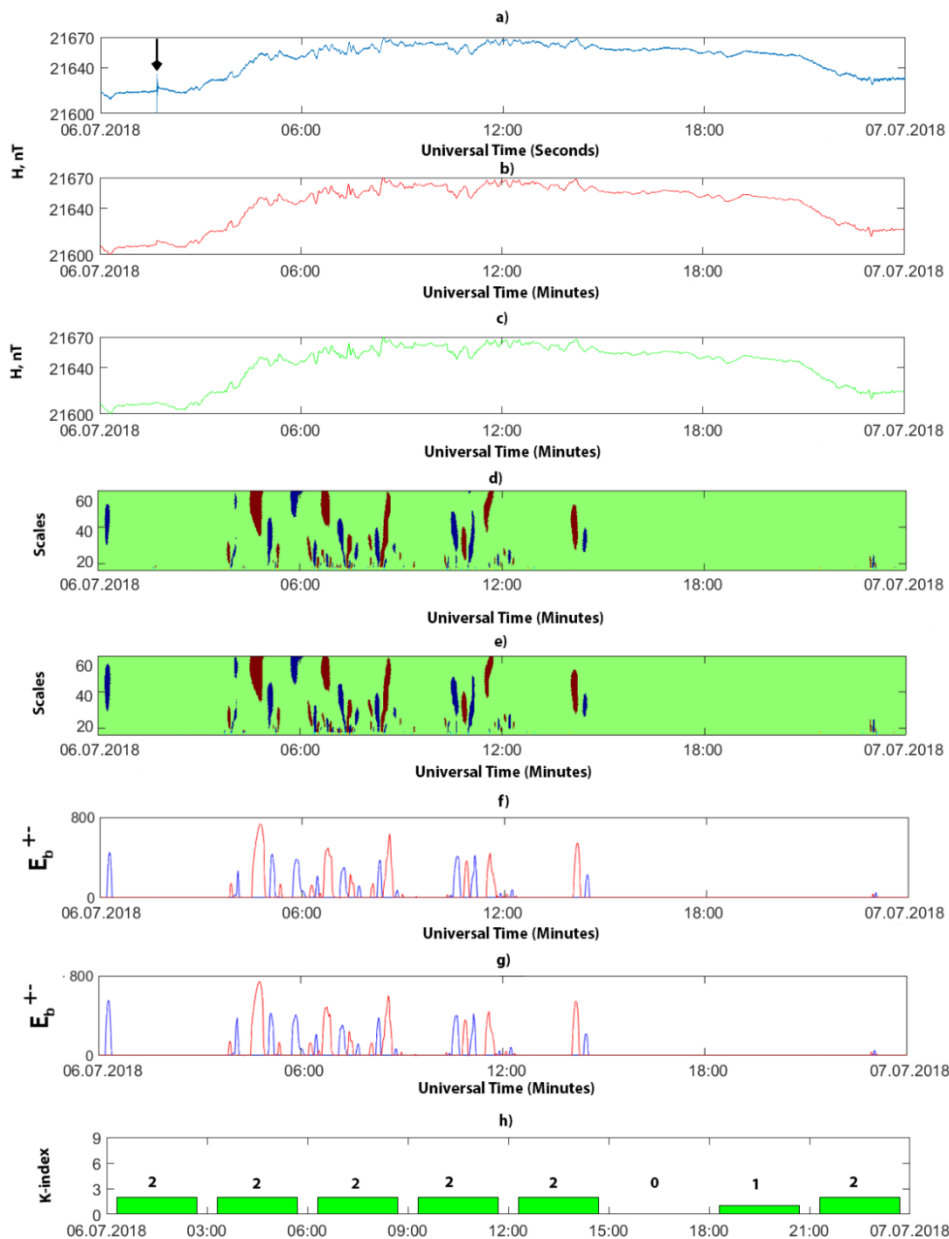 a)
21670
21640
21600
06.07.2018 06:00 12:00 18:00 07.07.2018
Universal Time (Seconds)
H, nT
b)
21670
21640
21600
06.07.2018 06:00 12:00 18:00 07.07.2018
Universal Time (Minutes)
c)
H, nT
21670
21640
21600
06.07.2018 06:00 12:00 18:00 07.07.2018
Universal Time (Minutes)
d)
Scales
60
40
20
06.07.2018 06:00 12:00 18:00 07.07.2018
Universal Time (Minutes)
e)
Scales
60
40
20
06.07.2018 06:00 12:00 18:00 07.07.2018
Universal Time (Minutes)
f)
E_b^+-
800
0
06.07.2018 06:00 12:00 18:00 07.07.2018
Universal Time (Minutes)
g)
E_b^+-
800
0
06.07.2018 06:00 12:00 18:00 07.07.2018
Universal Time (Minutes)
h)
K-index
9
6
3
0
2 2 2 2 2 0 1 2
06.07.2018 03:00 06:00 09:00 12:00 15:00 18:00 21:00 07.07.2018